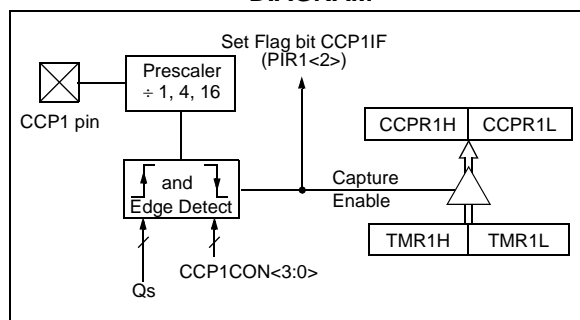 DIAGRAM
Set Flag bit CCP1IF
(PIR1<2>)
Prescaler
÷ 1, 4, 16
CCP1 pin
CCPR1H
CCPR1L
and
Edge Detect
Capture
Enable
TMR1H
TMR1L
CCP1CON<3:0>
Qs